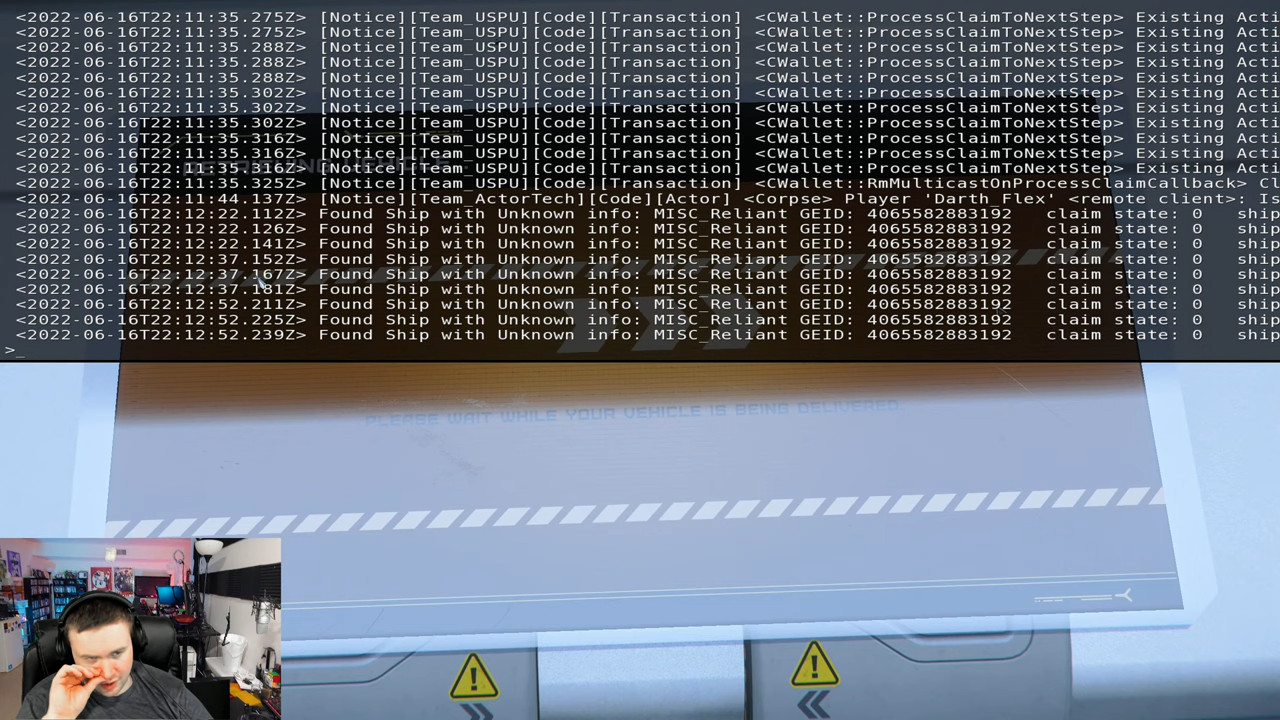 <2022-06-16T22:11:35.275Z> [Notice][Team_USPU][Code][Transaction] <CWallet::ProcessClaimToNextStep> Existing Acti
<2022-06-16T22:11:35.275Z> [Notice][Team_USPU][Code][Transaction] <CWallet::ProcessClaimToNextStep> Existing Acti
<2022-06-16T22:11:35.288Z> [Notice][Team_USPU][Code][Transaction] <CWallet::ProcessClaimToNextStep> Existing Acti
<2022-06-16T22:11:35.288Z> [Notice][Team_USPU][Code][Transaction] <CWallet::ProcessClaimToNextStep> Existing Acti
<2022-06-16T22:11:35.288Z> [Notice][Team_USPU][Code][Transaction] <CWallet::ProcessClaimToNextStep> Existing Acti
<2022-06-16T22:11:35.302Z> [Notice][Team_USPU][Code][Transaction] <CWallet::ProcessClaimToNextStep> Existing Acti
<2022-06-16T22:11:35.302Z> [Notice][Team_USPU][Code][Transaction] <CWallet::ProcessClaimToNextStep> Existing Acti
<2022-06-16T22:11:35.302Z> [Notice][Team_USPU][Code][Transaction] <CWallet::ProcessClaimToNextStep> Existing Acti
<2022-06-16T22:11:35.316Z> [Notice][Team_USPU][Code][Transaction] <CWallet::ProcessClaimToNextStep> Existing Acti
<2022-06-16T22:11:35.316Z> [Notice][Team_USPU][Code][Transaction] <CWallet::ProcessClaimToNextStep> Existing Acti
<2022-06-16T22:11:35.316Z> [Notice][Team_USPU][Code][Transaction] <CWallet::ProcessClaimToNextStep> Existing Acti
RETRIEVING VEHICLE
<2022-06-16T22:11:35.325Z> [Notice][Team_USPU][Code][Transaction] <CWallet::RmMulticastOnProcessClaimCallback> Cl
<2022-06-16T22:11:44.137Z> [Notice][Team_ActorTech][Code][Actor] <Corpse> Player 'Darth_Flex' <remote client>: Is
<2022-06-16T22:12:22.112Z> Found Ship with Unknown info: MISC_Reliant GEID: 4065582883192 claim state: 0 ship
<2022-06-16T22:12:22.126Z> Found Ship with Unknown info: MISC_Reliant GEID: 4065582883192 claim state: 0 ship
<2022-06-16T22:12:22.141Z> Found Ship with Unknown info: MISC_Reliant GEID: 4065582883192 claim state: 0 ship
<2022-06-16T22:12:37.152Z> Found Ship with Unknown info: MISC_Reliant GEID: 4065582883192 claim state: 0 ship
<2022-06-16T22:12:37.167Z> Found Ship with Unknown info: MISC_Reliant GEID: 4065582883192 claim state: 0 ship
<2022-06-16T22:12:37.181Z> Found Ship with Unknown info: MISC_Reliant GEID: 4065582883192 claim state: 0 ship
<2022-06-16T22:12:52.211Z> Found Ship with Unknown info: MISC_Reliant GEID: 4065582883192 claim state: 0 ship
<2022-06-16T22:12:52.225Z> Found Ship with Unknown info: MISC_Reliant GEID: 4065582883192 claim state: 0 ship
<2022-06-16T22:12:52.239Z> Found Ship with Unknown info: MISC_Reliant GEID: 4065582883192 claim state: 0 ship
>_
PLEASE WAIT WHILE YOUR VEHICLE IS BEING DELIVERED.